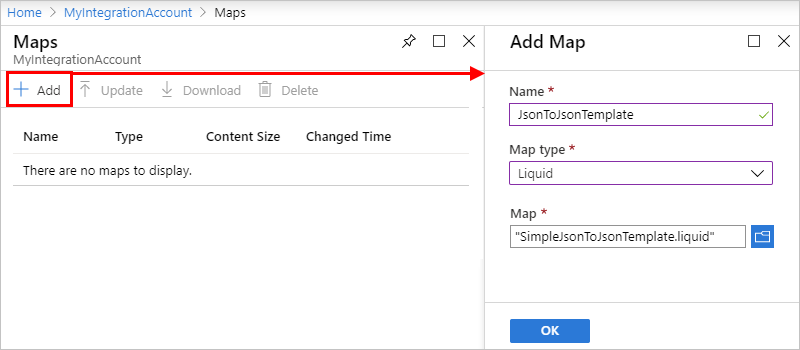 Home > MyIntegrationAccount > Maps
Maps
MyIntegrationAccount
Add Update Download Delete
Name Type Content Size Changed Time
There are no maps to display.
Add Map
Name *
JsonToJsonTemplate
Map type *
Liquid
Map *
"SimpleJsonToJsonTemplate.liquid"
OK